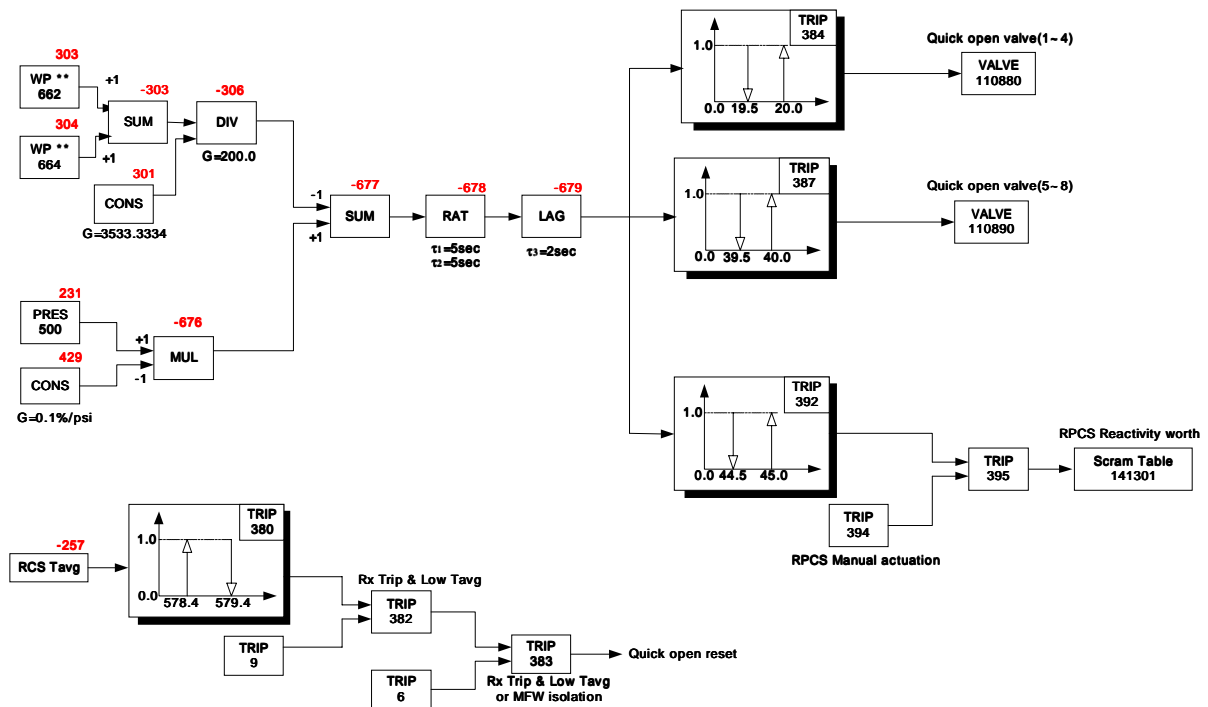 303
WP **
662
+1
-303
SUM
304
WP **
664
+1
-306
DIV
G=200.0
301
CONS
G=3533.3334
-1
+1
-677
SUM
-678
RAT
τ1=5sec
τ2=5sec
-679
LAG
τ3=2sec
231
PRES
500
+1
429
CONS
-1
G=0.1%/psi
-676
MUL
TRIP
384
1.0
0.0 19.5 20.0
Quick open valve(1~4)
VALVE
110880
TRIP
387
1.0
0.0 39.5 40.0
Quick open valve(5~8)
VALVE
110890
TRIP
392
1.0
0.0 44.5 45.0
TRIP
395
TRIP
394
RPCS Manual actuation
RPCS Reactivity worth
Scram Table
141301
-257
RCS Tavg
TRIP
380
1.0
0.0 578.4 579.4
TRIP
9
Rx Trip & Low Tavg
TRIP
382
TRIP
6
TRIP
383
Rx Trip & Low Tavg
or MFW isolation
Quick open reset